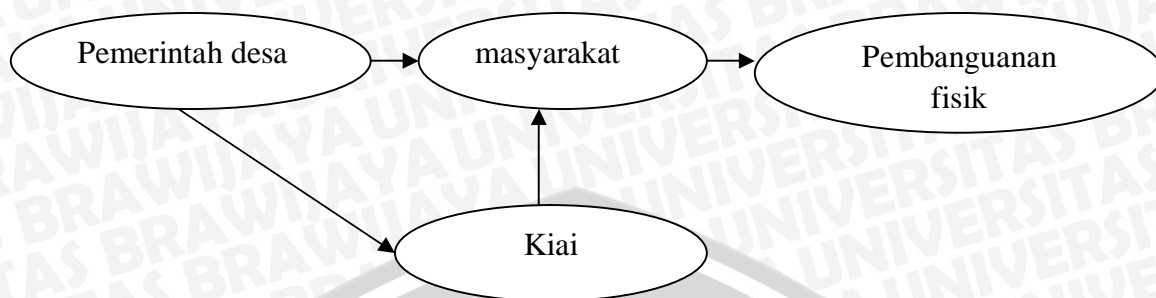 Pemerintah desa
masyarakat
Pembanguanan
fisik
Kiai